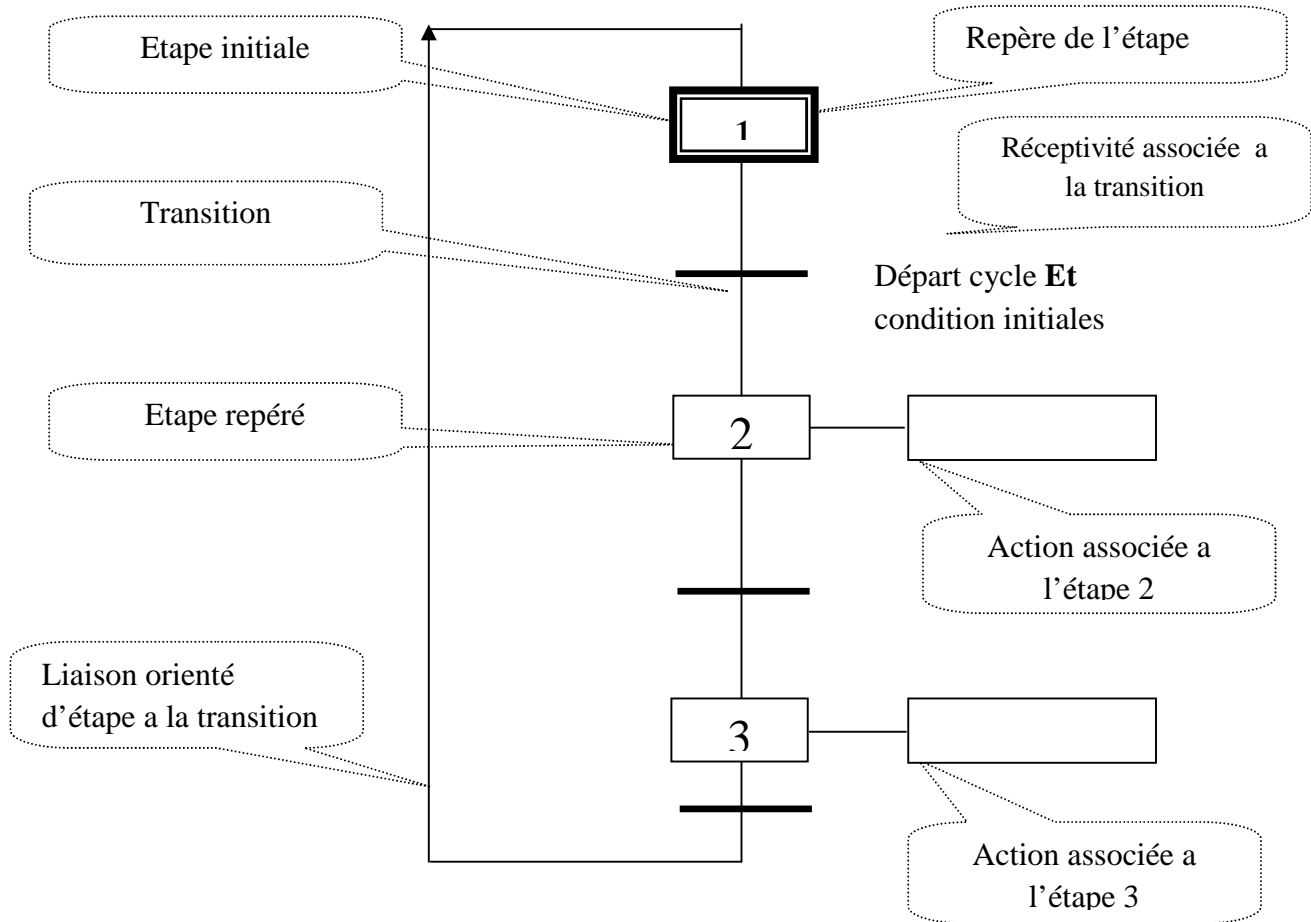 Etape initiale
Repère de l'étape
1
Réceptivité associée a
la transition
Transition
Départ cycle Et
condition initiales
Etape repéré
2
Action associée a
l'étape 2
Liaison orienté
d'étape a la transition
3
Action associée a
l'étape 3